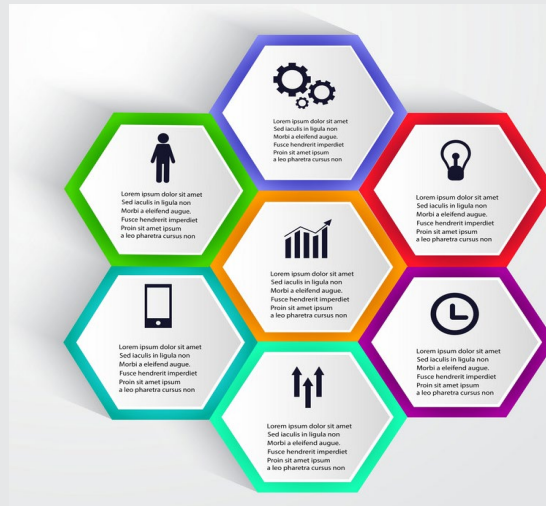 Lorem ipsum dolor sit amet
Sed iaculis in ligula non
Morbi a eleifend augue.
Fusce hendrerit imperdiet
Proin sit amet ipsum
a leo pharetra cursus non
Lorem ipsum dolor sit amet
Sed iaculis in ligula non
Morbi a eleifend augue.
Fusce hendrerit imperdiet
Proin sit amet ipsum
a leo pharetra cursus non
Lorem ipsum dolor sit amet
Sed iaculis in ligula non
Morbi a eleifend augue.
Fusce hendrerit imperdiet
Proin sit amet ipsum
a leo pharetra cursus non
Lorem ipsum dolor sit amet
Sed iaculis in ligula non
Morbi a eleifend augue.
Fusce hendrerit imperdiet
Proin sit amet ipsum
a leo pharetra cursus non
Lorem ipsum dolor sit amet
Sed iaculis in ligula non
Morbi a eleifend augue.
Fusce hendrerit imperdiet
Proin sit amet ipsum
a leo pharetra cursus non
Lorem ipsum dolor sit amet
Sed iaculis in ligula non
Morbi a eleifend augue.
Fusce hendrerit imperdiet
Proin sit amet ipsum
a leo pharetra cursus non
Lorem ipsum dolor sit amet
Sed iaculis in ligula non
Morbi a eleifend augue.
Fusce hendrerit imperdiet
Proin sit amet ipsum
a leo pharetra cursus non